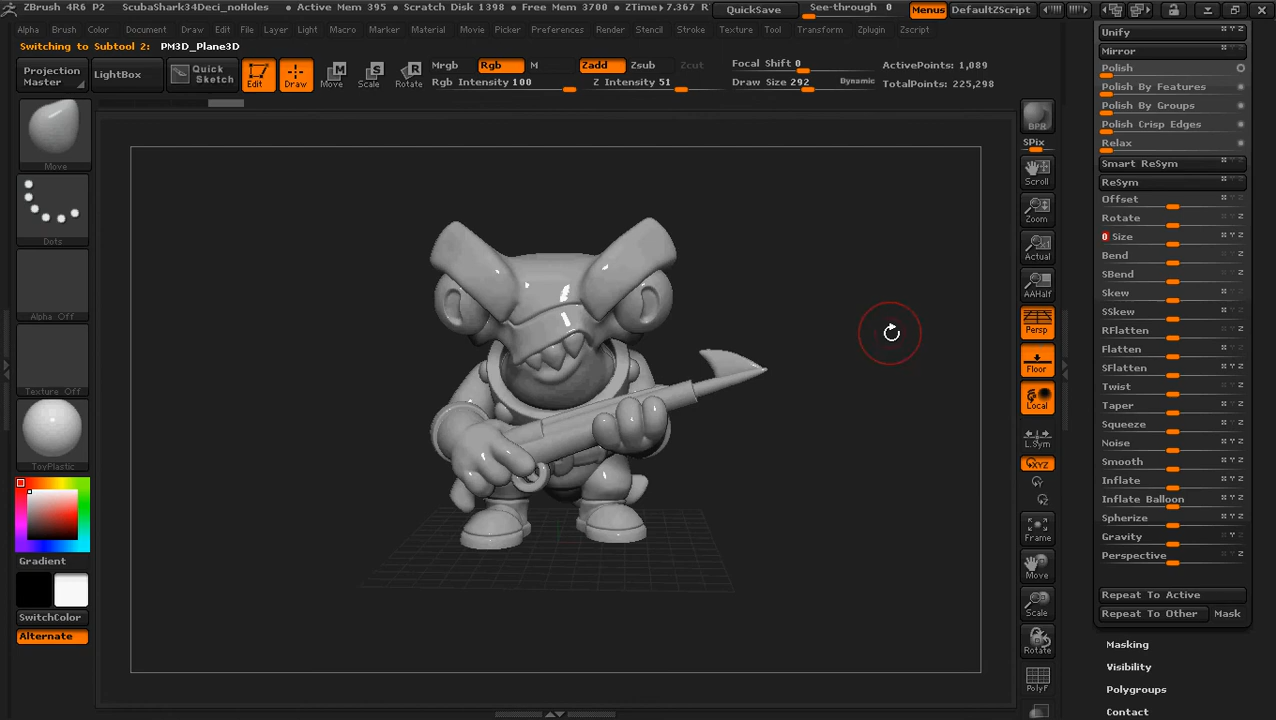 ZBrush 4R6 P2 ScubaShark34Deci_noHoles • Active Mem 395 • Scratch Disk 1398 • Free Mem 3700 • ZTime▸7.367 R QuickSave See-through 0 Menus DefaultZScript
Alpha Brush Color Document Draw Edit File Layer Light Macro Marker Material Movie Picker Preferences Render Stencil Stroke Texture Tool Transform Zplugin Zscript
Switching to Subtool 2: PM3D_Plane3D
Projection Master
LightBox
Quick Sketch
Edit
Draw
Move
Scale
Rotate
Mrgb Rgb M
Rgb Intensity 100
Zadd Zsub Zcut
Z Intensity 51
Focal Shift 0
Draw Size 292 Dynamic
ActivePoints: 1,089
TotalPoints: 225,298
Move
Dots
Alpha Off
Texture Off
ToyPlastic
Gradient
SwitchColor
Alternate
BPR
SPix
Scroll
Zoom
Actual
AAHalf
Persp
Floor
Local
L.Sym
XYZ
Y
Z
Frame
Move
Scale
Rotate
PolyF
Unify
Mirror
Polish
Polish By Features
Polish By Groups
Polish Crisp Edges
Relax
Smart ReSym
ReSym
Offset
Rotate
0 Size
Bend
SBend
Skew
SSkew
RFlatten
Flatten
SFlatten
Twist
Taper
Squeeze
Noise
Smooth
Inflate
Inflate Balloon
Spherize
Gravity
Perspective
Repeat To Active
Repeat To Other Mask
Masking
Visibility
Polygroups
Contact